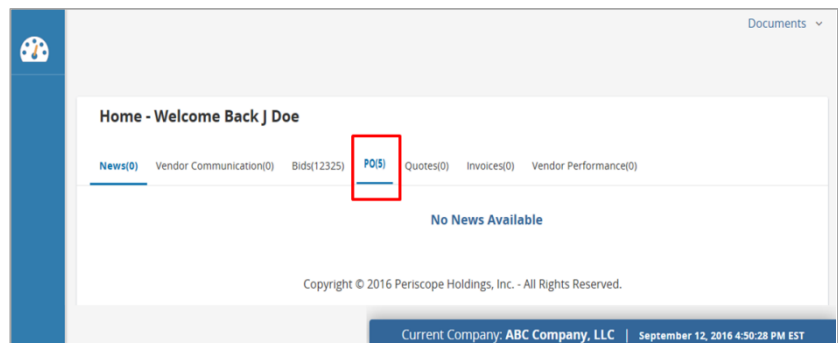 Documents
Home - Welcome Back J Doe
News(0) Vendor Communication(0) Bids(12325) PO(5) Quotes(0) Invoices(0) Vendor Performance(0)
No News Available
Copyright © 2016 Periscope Holdings, Inc. - All Rights Reserved.
Current Company: ABC Company, LLC | September 12, 2016 4:50:28 PM EST